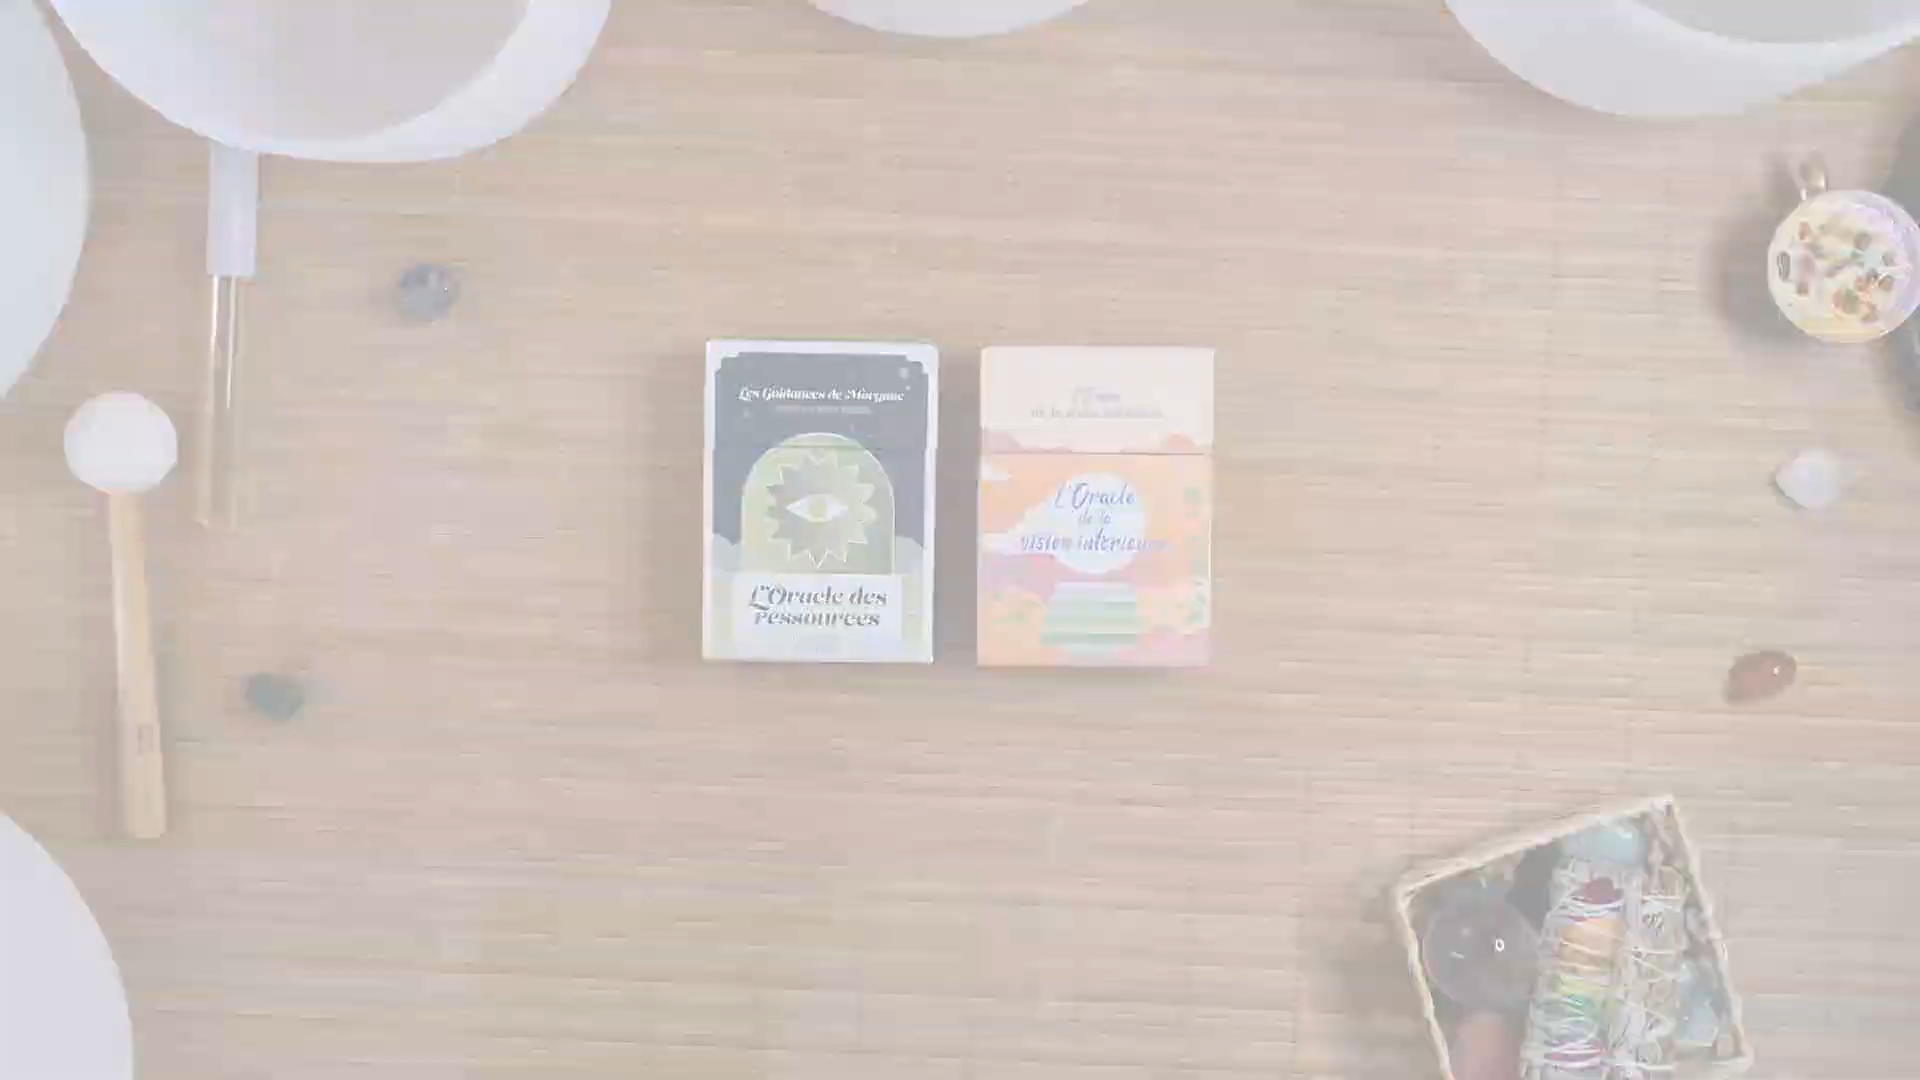 Les Guidances de Morgane
L'Oracle des
ressources
L'Oracle
de la
vision intérieure